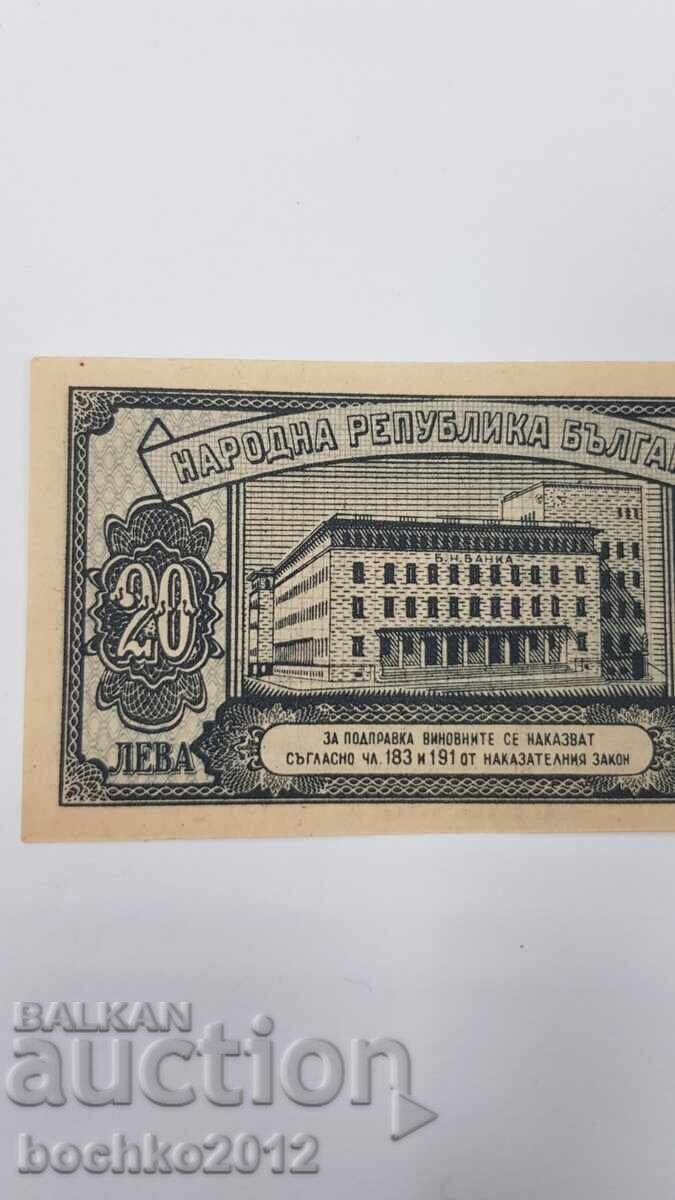 НАРОДНА РЕПУБЛИКА БЪЛГАР
Б.Н.БАНКА
20
ЛЕВА
ЗА ПОДПРАВКА ВИНОВНИТЕ СЕ НАКАЗВАТ
СЪГЛАСНО ЧЛ. 183 И 191 ОТ НАКАЗАТЕЛНИЯ ЗАКОН
BALKAN
auction
bochko2012